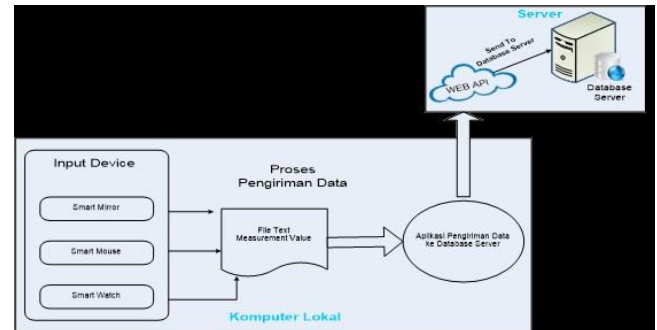 Server
Send To
Database Server
WEB API
Database
Server
Input Device
Smart Mirror
Smart Mouse
Smart Watch
Proses
Pengiriman Data
File Text
Measurement Value
Aplikasi Pengiriman Data
ke Database Server
Komputer Lokal